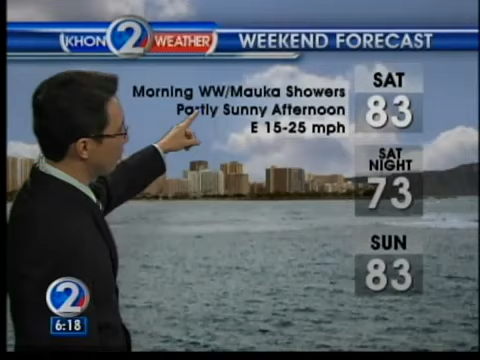 KHON 2 WEATHER WEEKEND FORECAST
Morning WW/Mauka Showers
Partly Sunny Afternoon
E 15-25 mph
SAT
83
SAT
NIGHT
73
SUN
83
2
6:18